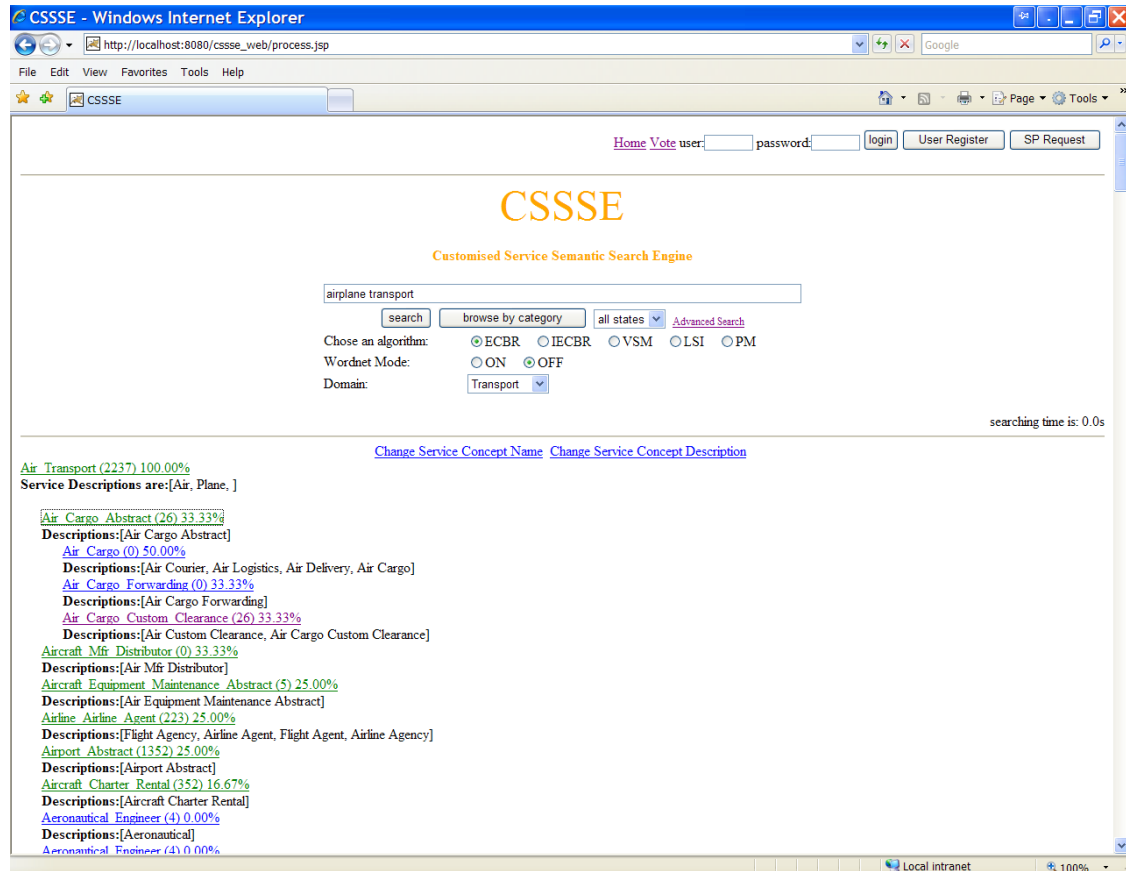 CSSSE - Windows Internet Explorer
http://localhost:8080/cssse_web/process.jsp
Google
File Edit View Favorites Tools Help
CSSSE
Page Tools »
Home Vote user: password: login User Register SP Request
CSSSE
Customised Service Semantic Search Engine
airplane transport
search browse by category all states Advanced Search
Chose an algorithm: ECBR IECBR VSM LSI PM
Wordnet Mode: ON OFF
Domain: Transport
searching time is: 0.0s
Change Service Concept Name Change Service Concept Description
Air_Transport (2237) 100.00%
Service Descriptions are:[Air, Plane, ]
Air_Cargo_Abstract (26) 33.33%
Descriptions:[Air Cargo Abstract]
Air_Cargo (0) 50.00%
Descriptions:[Air Courier, Air Logistics, Air Delivery, Air Cargo]
Air_Cargo_Forwarding (0) 33.33%
Descriptions:[Air Cargo Forwarding]
Air_Cargo_Custom_Clearance (26) 33.33%
Descriptions:[Air Custom Clearance, Air Cargo Custom Clearance]
Aircraft_Mfr_Distributor (0) 33.33%
Descriptions:[Air Mfr Distributor]
Aircraft_Equipment_Maintenance_Abstract (5) 25.00%
Descriptions:[Air Equipment Maintenance Abstract]
Airline_Airline_Agent (223) 25.00%
Descriptions:[Flight Agency, Airline Agent, Flight Agent, Airline Agency]
Airport_Abstract (1352) 25.00%
Descriptions:[Airport Abstract]
Aircraft_Charter_Rental (352) 16.67%
Descriptions:[Aircraft Charter Rental]
Aeronautical_Engineer (4) 0.00%
Descriptions:[Aeronautical]
Aeronautical_Engineer (4) 0.00%
Local intranet 100%